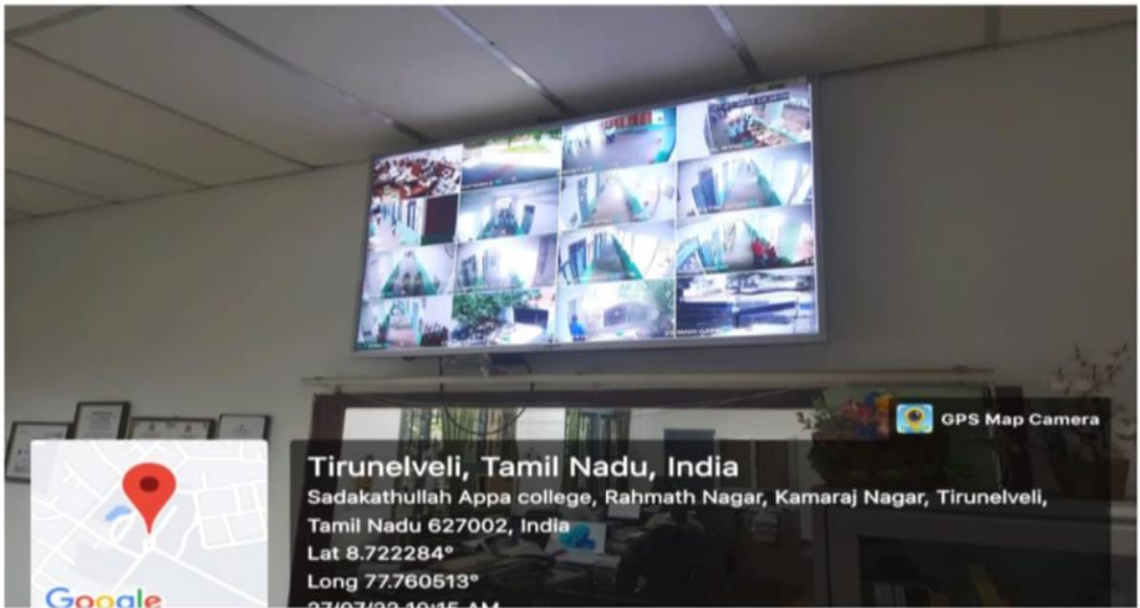 GPS Map Camera
Tirunelveli, Tamil Nadu, India
Sadakathullah Appa college, Rahmath Nagar, Kamaraj Nagar, Tirunelveli,
Tamil Nadu 627002, India
Lat 8.722284°
Long 77.760513°
Google